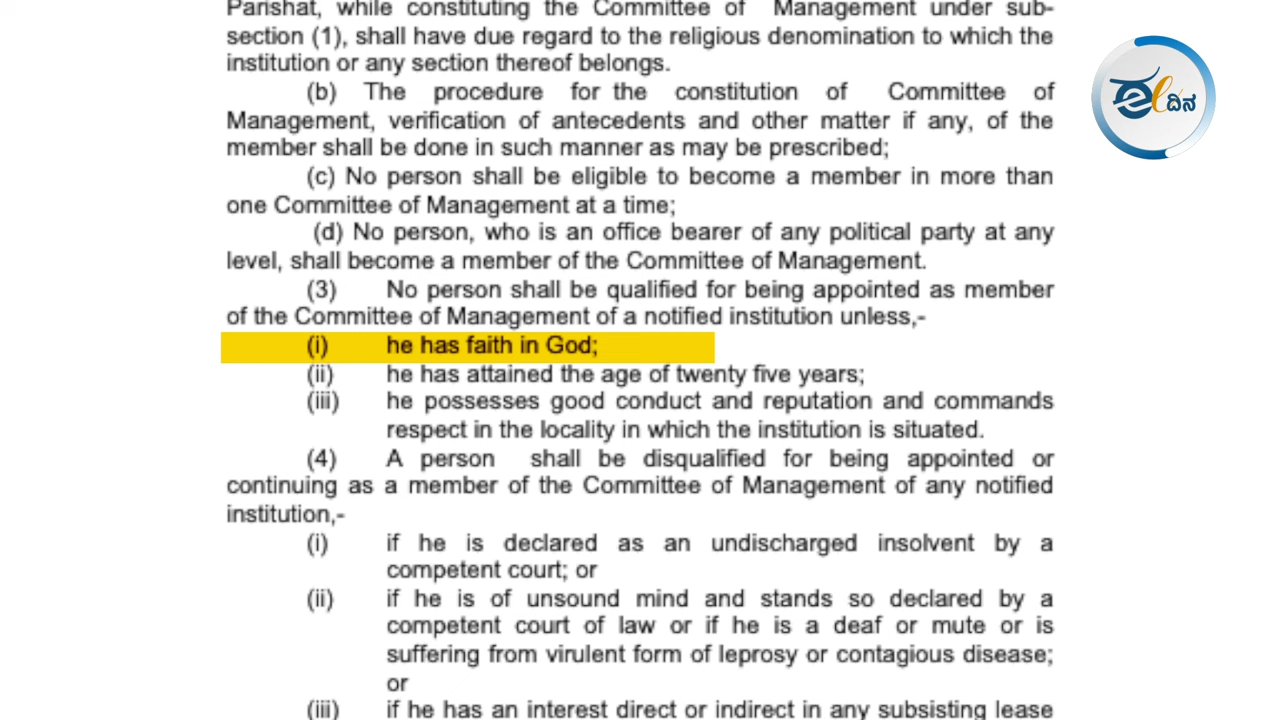 Parishat, while constituting the Committee of Management under sub-
section (1), shall have due regard to the religious denomination to which the
institution or any section thereof belongs.
(b) The procedure for the constitution of Committee of
Management, verification of antecedents and other matter if any, of the
member shall be done in such manner as may be prescribed;
(c) No person shall be eligible to become a member in more than
one Committee of Management at a time;
(d) No person, who is an office bearer of any political party at any
level, shall become a member of the Committee of Management.
(3) No person shall be qualified for being appointed as member
of the Committee of Management of a notified institution unless,-
(i) he has faith in God;
(ii) he has attained the age of twenty five years;
(iii) he possesses good conduct and reputation and commands
respect in the locality in which the institution is situated.
(4) A person shall be disqualified for being appointed or
continuing as a member of the Committee of Management of any notified
institution,-
(i) if he is declared as an undischarged insolvent by a
competent court; or
(ii) if he is of unsound mind and stands so declared by a
competent court of law or if he is a deaf or mute or is
suffering from virulent form of leprosy or contagious disease;
or
(iii) if he has an interest direct or indirect in any subsisting lease
ದಿನ